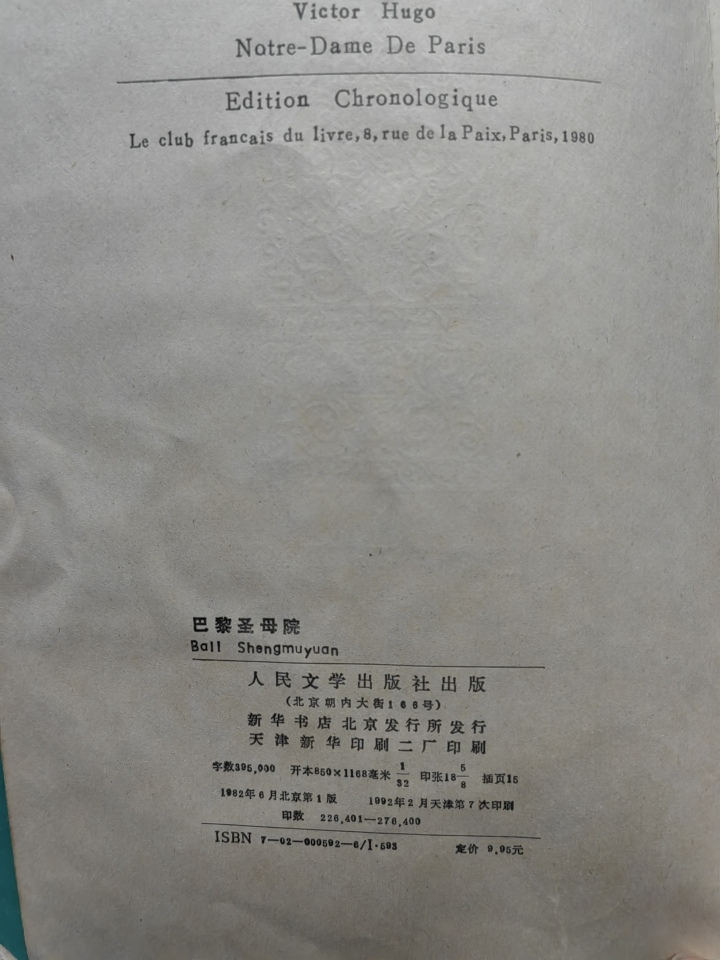 Victor Hugo
Notre-Dame De Paris
Edition Chronologique
Le club francais du livre, 8, rue de la Paix, Paris, 1980
巴黎圣母院
Bali Shengmuyuan
人民文学出版社出版
(北京朝内大街166号)
新华书店北京发行所发行
天津新华印刷二厂印刷
字数395,000 开本850×1168毫米 1/32 印张18 5/8 插页15
1982年6月北京第1版 1992年2月天津第7次印刷
印数 226,401—276,400
ISBN 7—02—000592—6/I·593 定价 9.95元